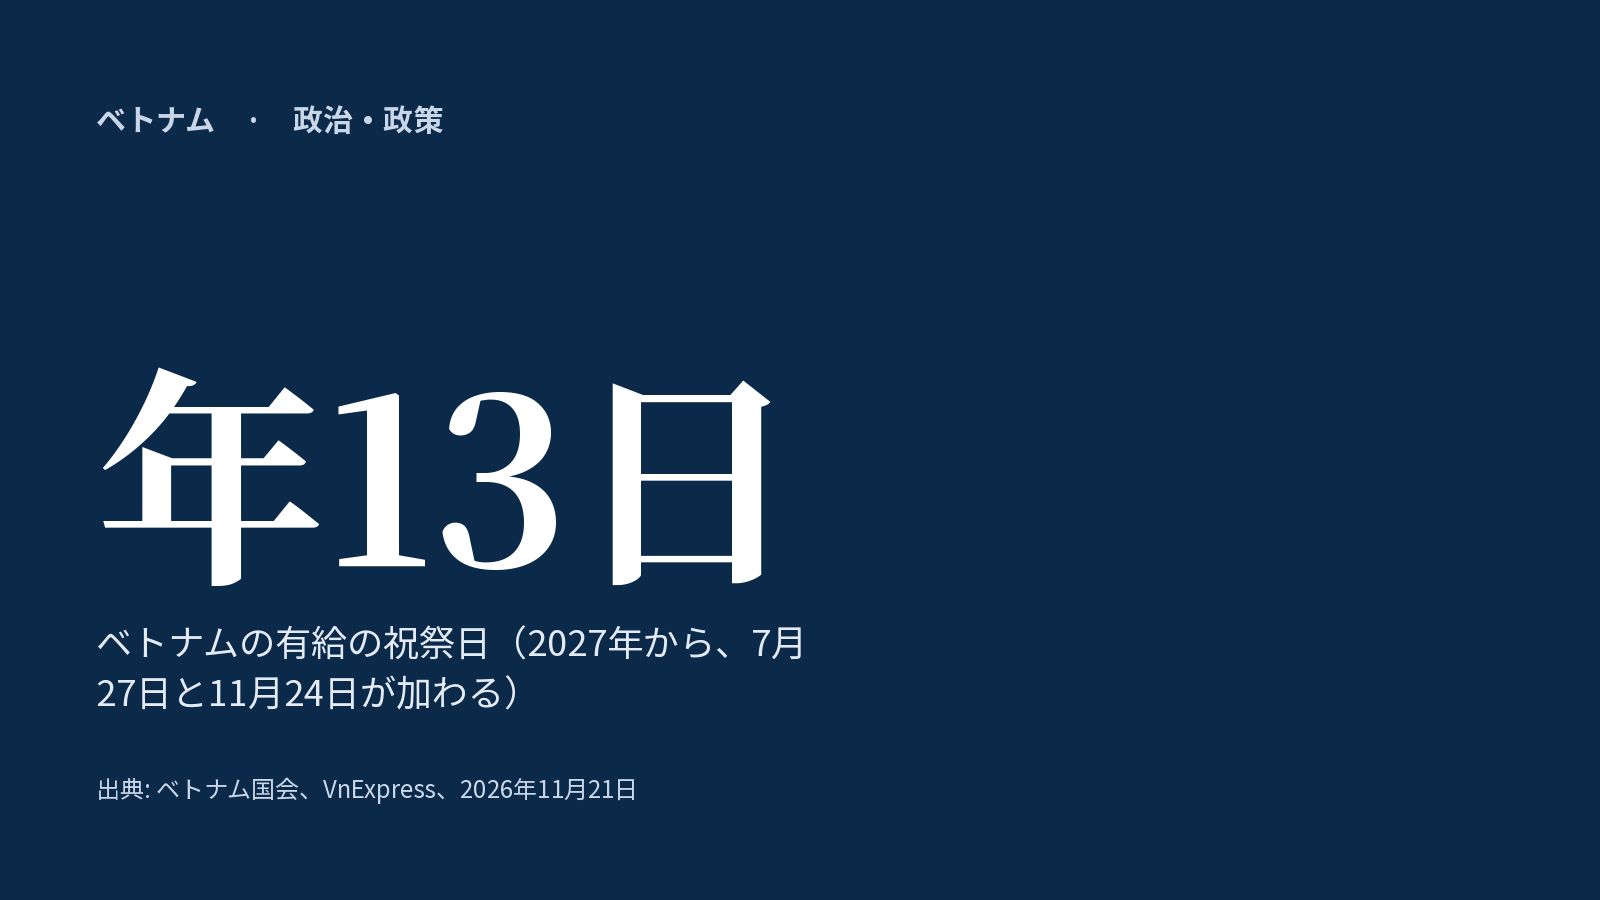 ベトナム · 政治・政策
年13日
ベトナムの有給の祝祭日（2027年から、7月
27日と11月24日が加わる）
出典: ベトナム国会、VnExpress、2026年11月21日